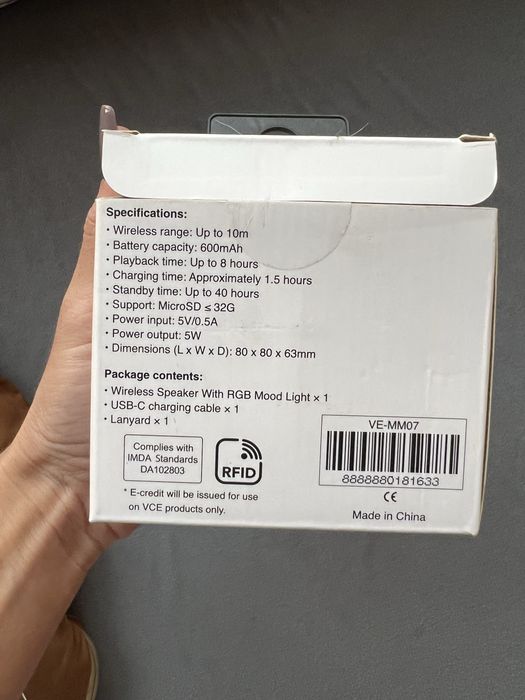 Specifications:
• Wireless range: Up to 10m
• Battery capacity: 600mAh
• Playback time: Up to 8 hours
• Charging time: Approximately 1.5 hours
• Standby time: Up to 40 hours
• Support: MicroSD ≤ 32G
• Power input: 5V/0.5A
• Power output: 5W
• Dimensions (L x W x D): 80 x 80 x 63mm
Package contents:
• Wireless Speaker With RGB Mood Light × 1
• USB-C charging cable × 1
• Lanyard × 1
Complies with
IMDA Standards
DA102803
RFID
* E-credit will be issued for use
on VCE products only.
VE-MM07
8888880181633
CE
Made in China